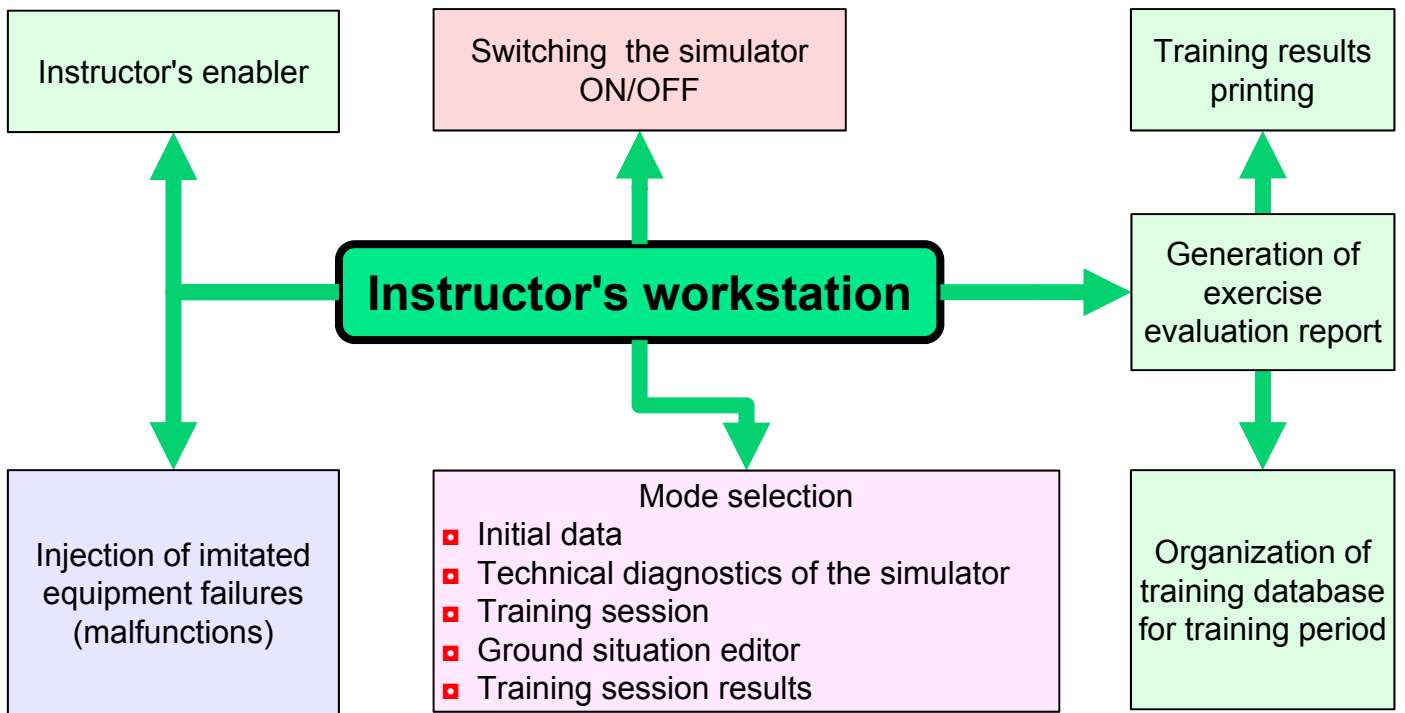 Instructor's enabler
Switching the simulator
ON/OFF
Training results
printing
Instructor's workstation
Generation of
exercise
evaluation report
Injection of imitated
equipment failures
(malfunctions)
Mode selection
Initial data
Technical diagnostics of the simulator
Training session
Ground situation editor
Training session results
Organization of
training database
for training period